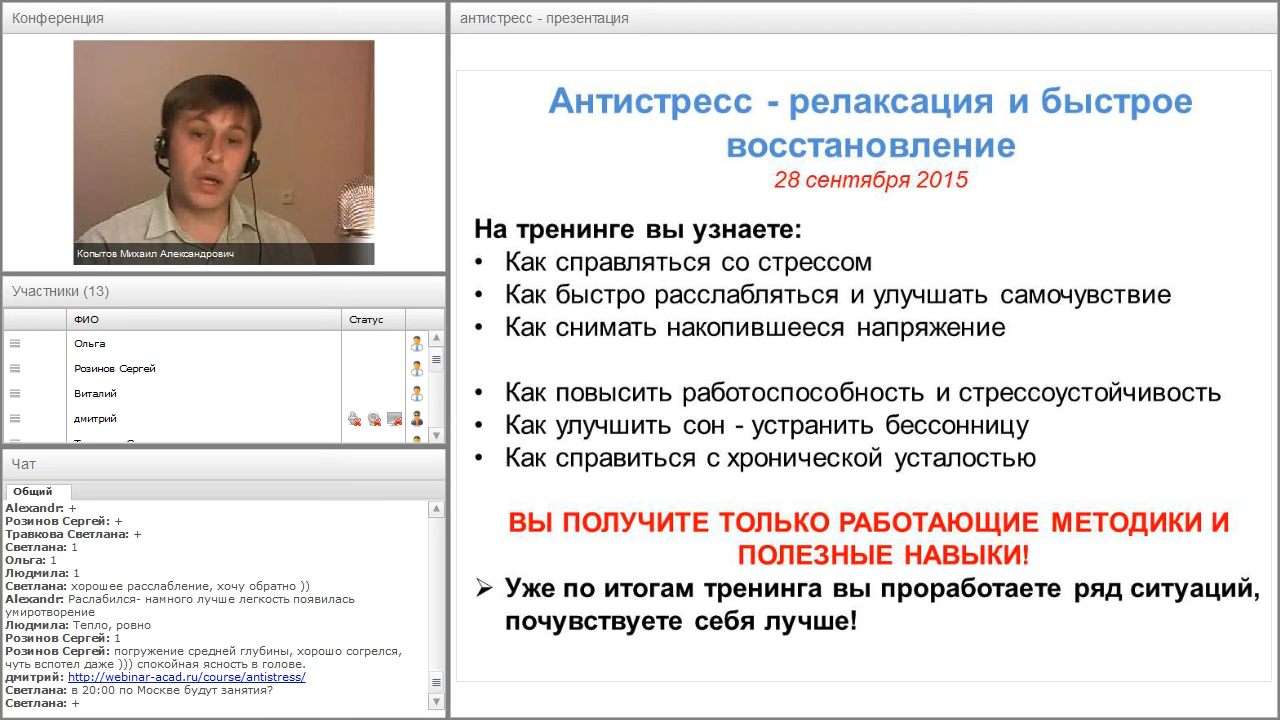 Конференция
Копытов Михаил Александрович
Участники (13)
ФИО
Статус
Ольга
Розинов Сергей
Виталий
дмитрий
Чат
Общий
Alexandr: +
Розинов Сергей: +
Травкова Светлана: +
Светлана: 1
Ольга: 1
Людмила: 1
Светлана: хорошее расслабление, хочу обратно ))
Alexandr: Раслабился- намного лучше легкость появилась
умиротворение
Людмила: Тепло, ровно
Розинов Сергей: 1
Розинов Сергей: погружение средней глубины, хорошо согрелся,
чуть вспотел даже ))) спокойная ясность в голове.
дмитрий: http://webinar-acad.ru/course/antistress/
Светлана: в 20:00 по Москве будут занятия?
Светлана: +
антистресс - презентация
Антистресс - релаксация и быстрое
восстановление
28 сентября 2015
На тренинге вы узнаете:
• Как справляться со стрессом
• Как быстро расслабляться и улучшать самочувствие
• Как снимать накопившееся напряжение
• Как повысить работоспособность и стрессоустойчивость
• Как улучшить сон - устранить бессонницу
• Как справиться с хронической усталостью
ВЫ ПОЛУЧИТЕ ТОЛЬКО РАБОТАЮЩИЕ МЕТОДИКИ И
ПОЛЕЗНЫЕ НАВЫКИ!
➢ Уже по итогам тренинга вы проработаете ряд ситуаций,
почувствуете себя лучше!